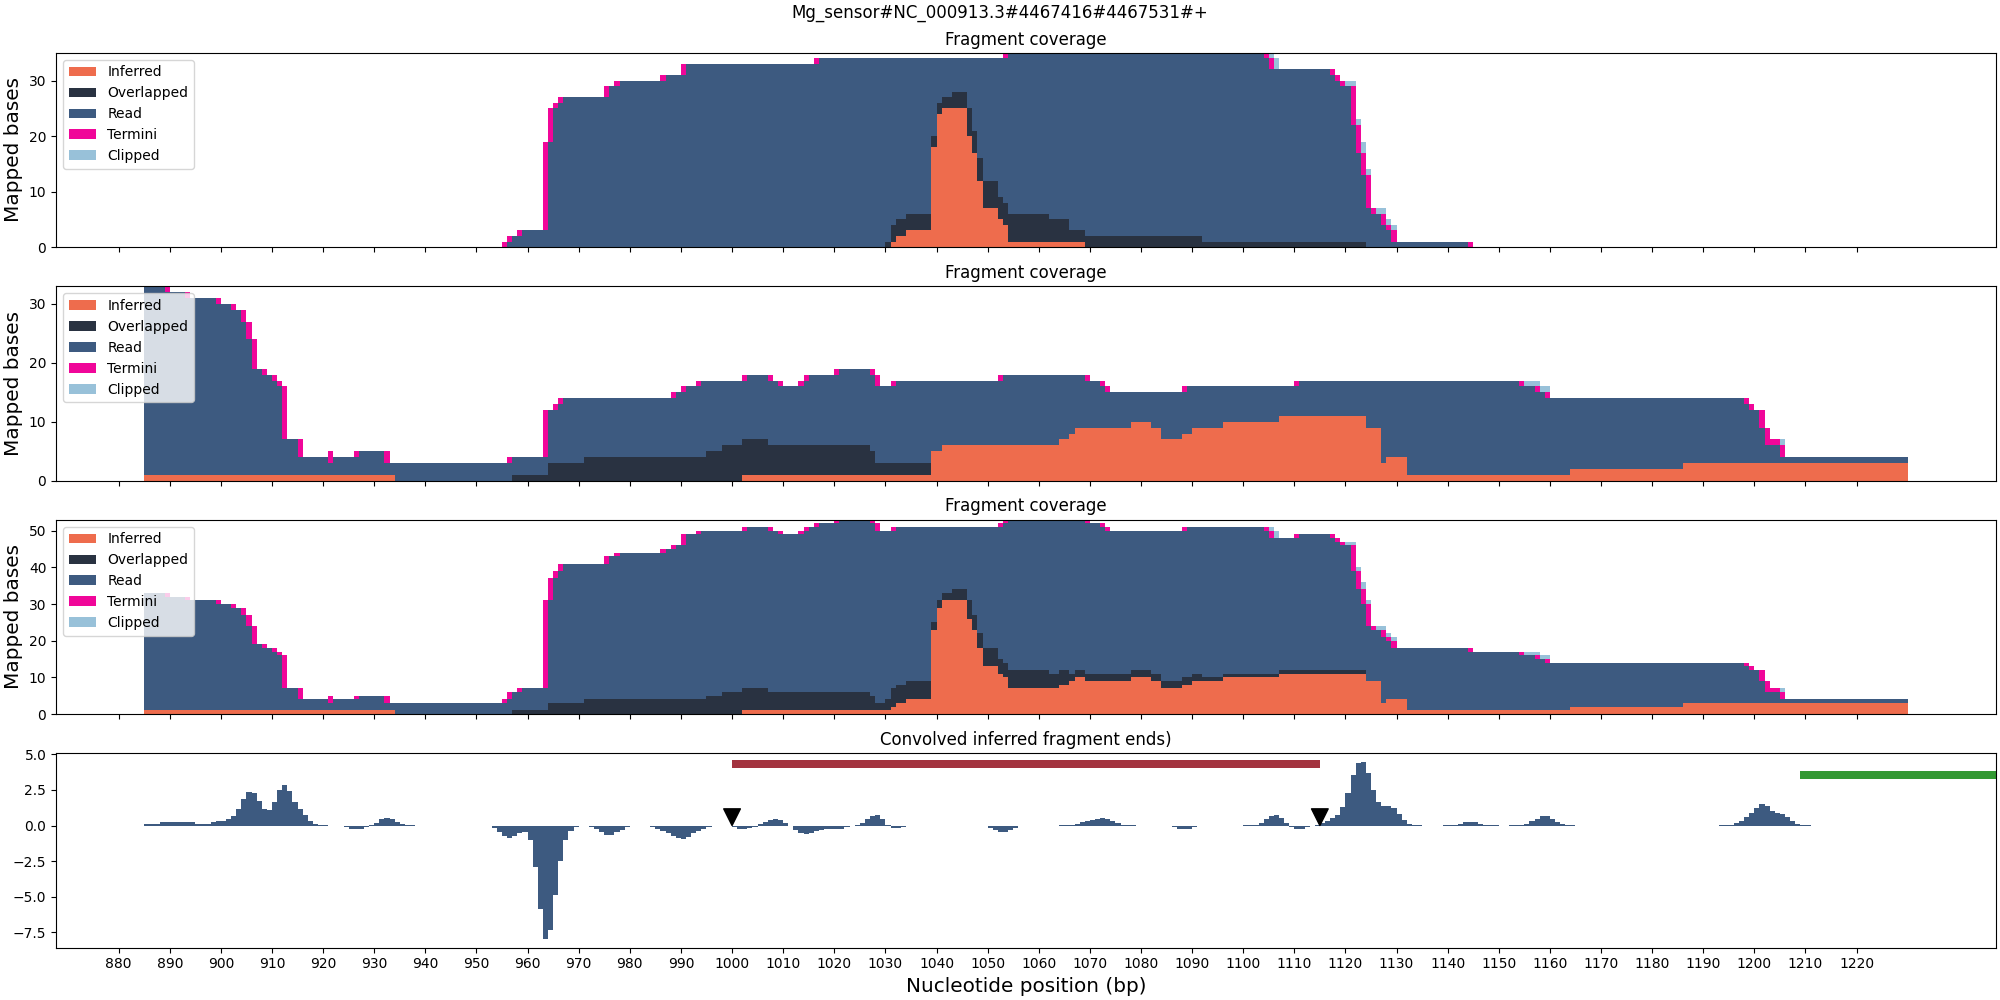 Mg_sensor#NC_000913.3#4467416#4467531#+
Fragment coverage
Mapped bases
30
20
10
0
Inferred
Overlapped
Read
Termini
Clipped
Fragment coverage
Mapped bases
30
20
10
0
Inferred
Overlapped
Read
Termini
Clipped
Fragment coverage
Mapped bases
50
40
30
20
10
0
Inferred
Overlapped
Read
Termini
Clipped
Convolved inferred fragment ends)
5.0
2.5
0.0
−2.5
−5.0
−7.5
880 890 900 910 920 930 940 950 960 970 980 990 1000 1010 1020 1030 1040 1050 1060 1070 1080 1090 1100 1110 1120 1130 1140 1150 1160 1170 1180 1190 1200 1210 1220
Nucleotide position (bp)